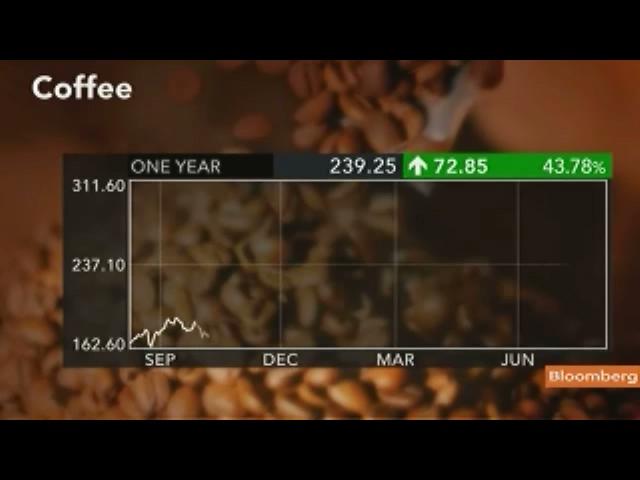 Coffee
ONE YEAR 239.25 72.85 43.78%
311.60
237.10
162.60
SEP DEC MAR JUN
Bloomberg